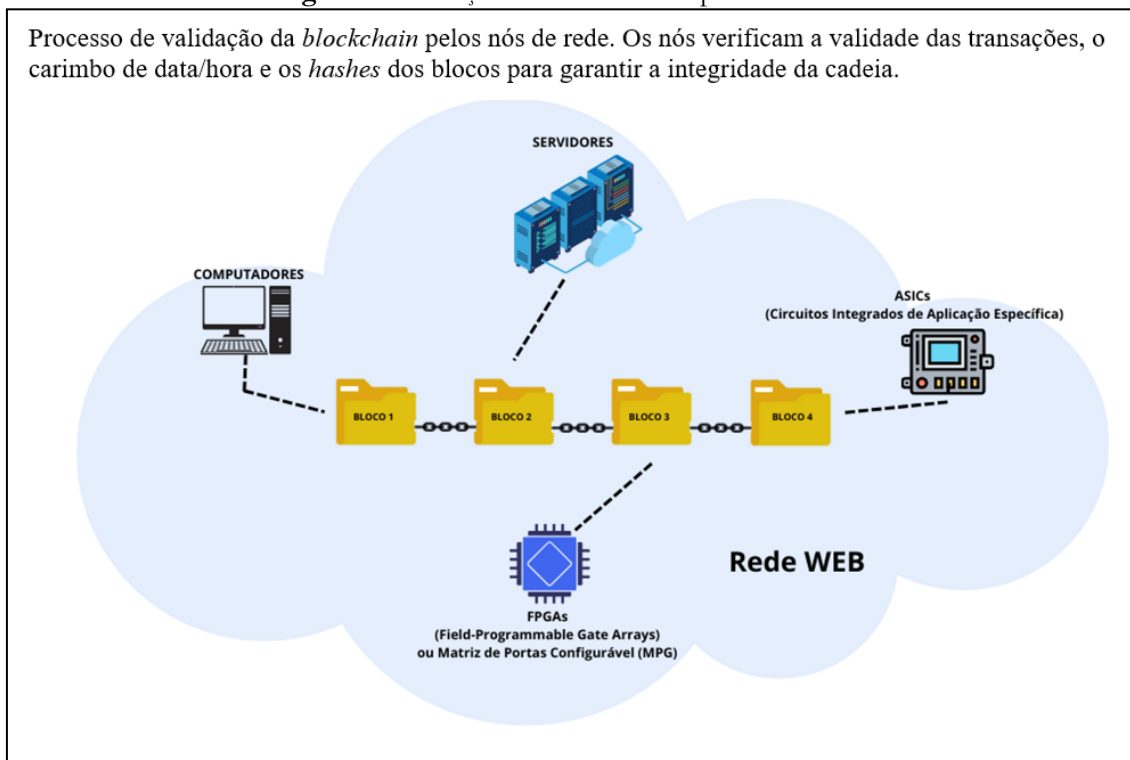 Processo de validação da blockchain pelos nós de rede. Os nós verificam a validade das transações, o
carimbo de data/hora e os hashes dos blocos para garantir a integridade da cadeia.
SERVIDORES
COMPUTADORES
ASICs
(Circuitos Integrados de Aplicação Específica)
BLOCO 1
BLOCO 2
BLOCO 3
BLOCO 4
Rede WEB
FPGAs
(Field-Programmable Gate Arrays)
ou Matriz de Portas Configurável (MPG)